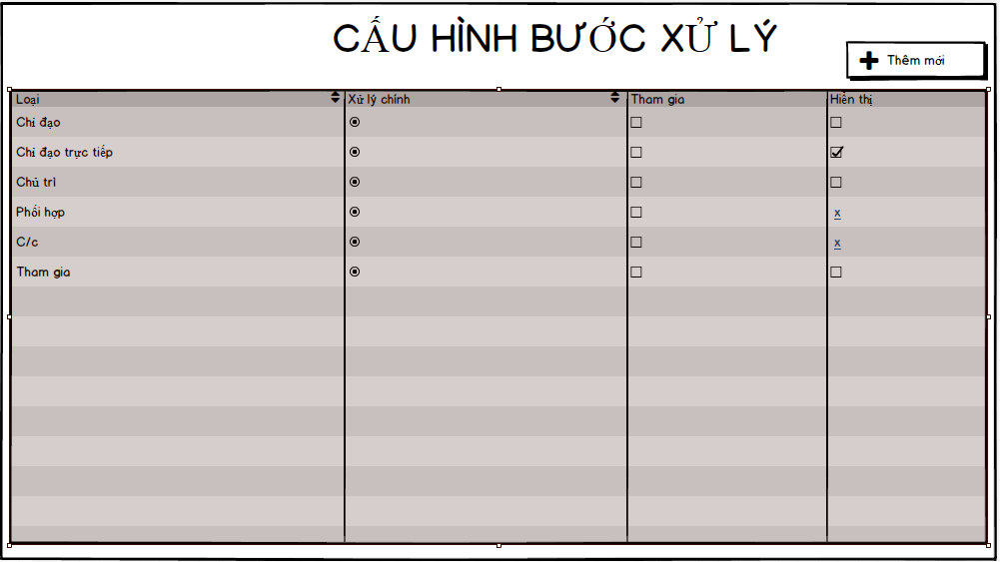 CẤU HÌNH BƯỚC XỬ LÝ
Thêm mới
Loại Xử lý chính Tham gia Hiển thị
Chỉ đạo
Chỉ đạo trực tiếp
Chủ trì
Phối hợp x
C/c x
Tham gia